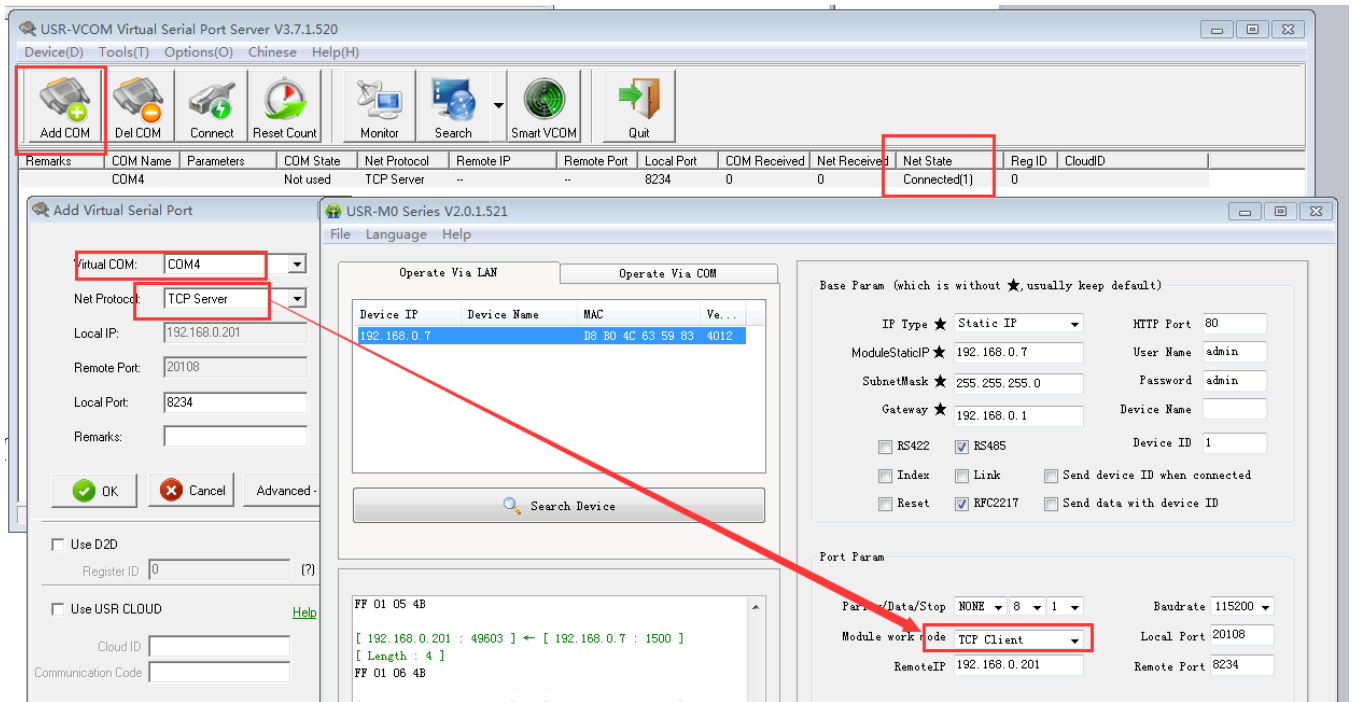 USR-VCOM Virtual Serial Port Server V3.7.1.520
Device(D) Tools(T) Options(O) Chinese Help(H)
Add COM Del COM Connect Reset Count Monitor Search Smart VCOM Quit
Remarks COM Name Parameters COM State Net Protocol Remote IP Remote Port Local Port COM Received Net Received Net State Reg ID CloudID
COM4 Not used TCP Server -- -- 8234 0 0 Connected(1) 0
Add Virtual Serial Port
Virtual COM: COM4
Net Protocol: TCP Server
Local IP: 192.168.0.201
Remote Port: 20108
Local Port: 8234
Remarks:
OK Cancel Advanced -
Use D2D
Register ID 0 (?)
Use USR CLOUD Help
Cloud ID
Communication Code
USR-M0 Series V2.0.1.521
File Language Help
Operate Via LAN Operate Via COM
Device IP Device Name MAC Ve...
192.168.0.7 D8 B0 4C 63 59 83 4012
Search Device
FF 01 05 4B
[ 192.168.0.201 : 49603 ] ← [ 192.168.0.7 : 1500 ]
[ Length : 4 ]
FF 01 06 4B
Base Param (which is without ★,usually keep default)
IP Type ★ Static IP HTTP Port 80
ModuleStaticIP ★ 192.168.0.7 User Name admin
SubnetMask ★ 255.255.255.0 Password admin
Gateway ★ 192.168.0.1 Device Name
RS422 RS485 Device ID 1
Index Link Send device ID when connected
Reset RFC2217 Send data with device ID
Port Param
Parity/Data/Stop NONE 8 1 Baudrate 115200
Module work mode TCP Client Local Port 20108
RemoteIP 192.168.0.201 Remote Port 8234